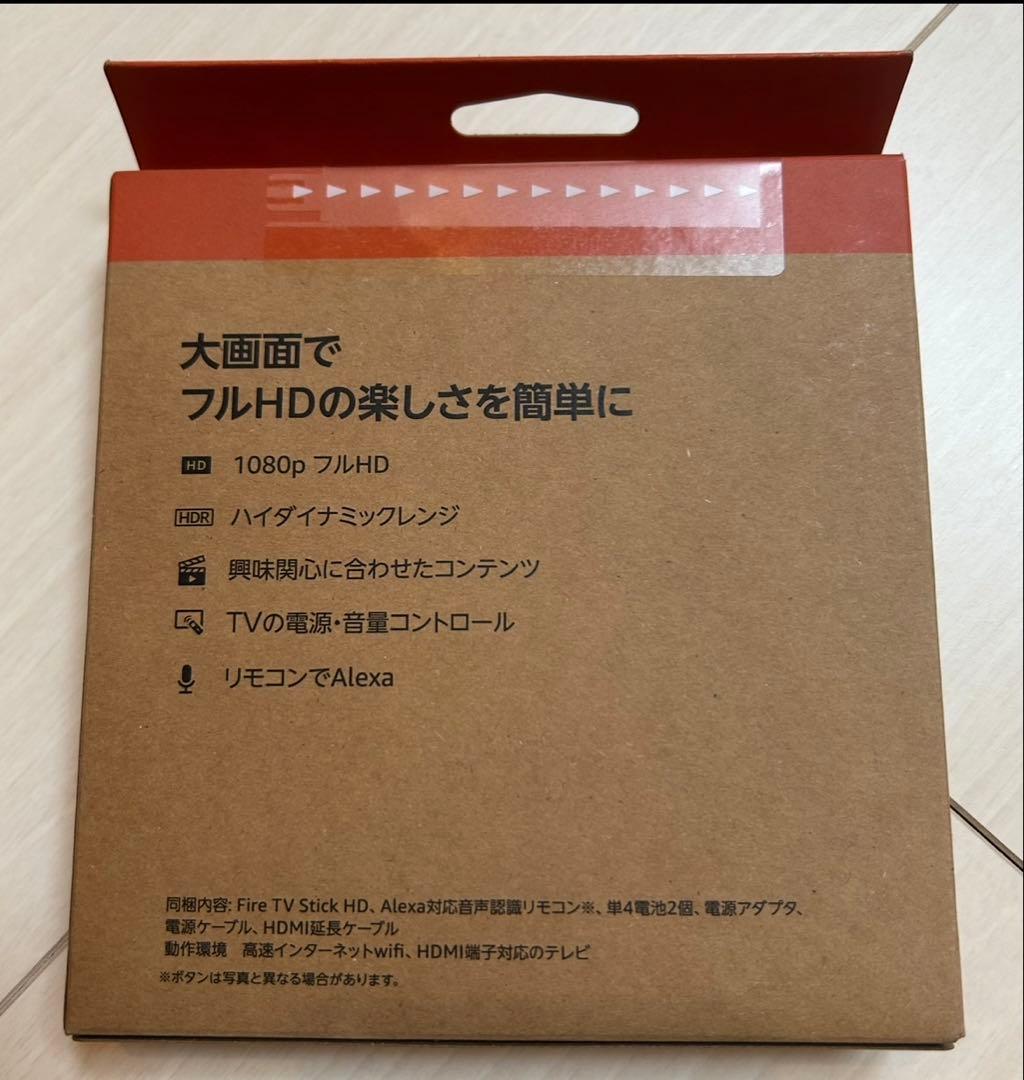 大画面で
フルHDの楽しさを簡単に
HD 1080p フルHD
HDR ハイダイナミックレンジ
興味関心に合わせたコンテンツ
TVの電源・音量コントロール
リモコンでAlexa
同梱内容: Fire TV Stick HD、Alexa対応音声認識リモコン※、単4電池2個、電源アダプタ、
電源ケーブル、HDMI延長ケーブル
動作環境　高速インターネットwifi、HDMI端子対応のテレビ
※ボタンは写真と異なる場合があります。